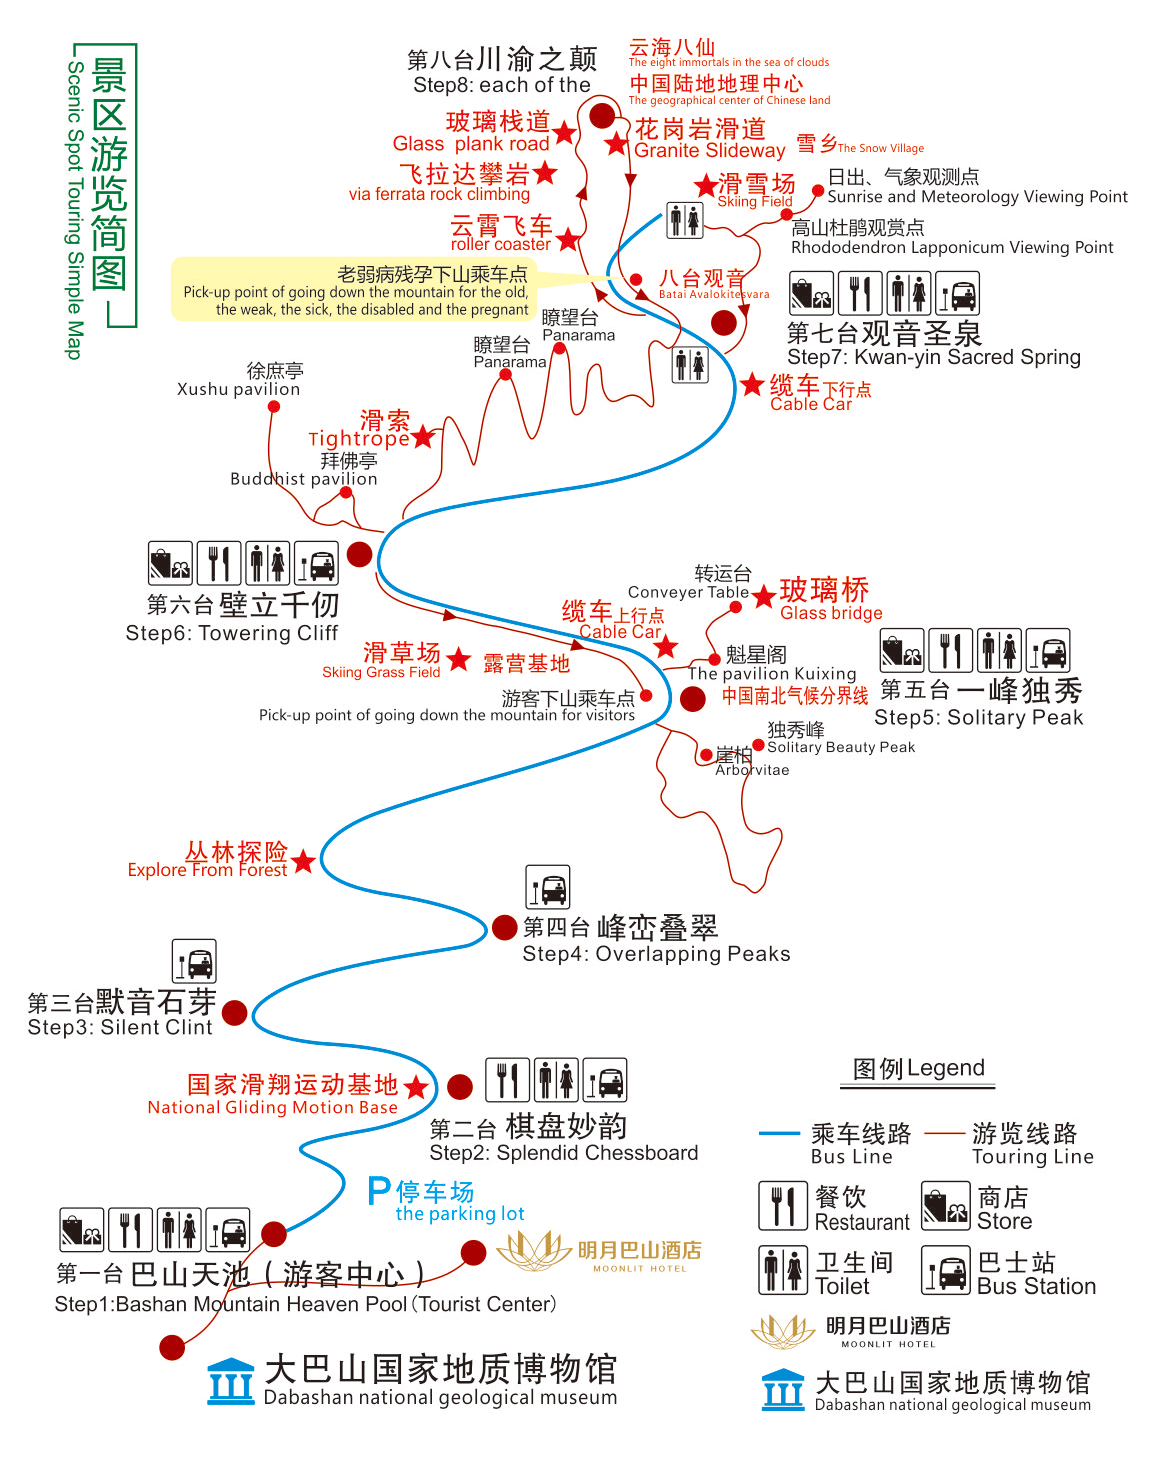 景区游览简图
Scenic Spot Touring Simple Map
第八台川渝之颠
Step8: each of the
云海八仙
The eight immortals in the sea of clouds
中国陆地地理中心
The geographical center of Chinese land
玻璃栈道
Glass plank road
花岗岩滑道
Granite Slideway
雪乡The Snow Village
飞拉达攀岩
via ferrata rock climbing
滑雪场
Skiing Field
日出、气象观测点
Sunrise and Meteorology Viewing Point
云霄飞车
roller coaster
高山杜鹃观赏点
Rhododendron Lapponicum Viewing Point
老弱病残孕下山乘车点
Pick-up point of going down the mountain for the old,
the weak, the sick, the disabled and the pregnant
八台观音
Batai Avalokitesvara
第七台观音圣泉
Step7: Kwan-yin Sacred Spring
瞭望台
Panarama
瞭望台
Panarama
缆车下行点
Cable Car
徐庶亭
Xushu pavilion
滑索
Tightrope
拜佛亭
Buddhist pavilion
第六台壁立千仞
Step6: Towering Cliff
转运台
Conveyer Table
玻璃桥
Glass bridge
缆车上行点
Cable Car
滑草场
Skiing Grass Field
露营基地
魁星阁
The pavilion Kuixing
中国南北气候分界线
第五台一峰独秀
Step5: Solitary Peak
游客下山乘车点
Pick-up point of going down the mountain for visitors
独秀峰
Solitary Beauty Peak
崖柏
Arborvitae
丛林探险
Explore From Forest
第四台峰峦叠翠
Step4: Overlapping Peaks
第三台默音石芽
Step3: Silent Clint
国家滑翔运动基地
National Gliding Motion Base
第二台棋盘妙韵
Step2: Splendid Chessboard
P停车场
the parking lot
明月巴山酒店
MOONLIT HOTEL
第一台巴山天池(游客中心)
Step1:Bashan Mountain Heaven Pool(Tourist Center)
大巴山国家地质博物馆
Dabashan national geological museum
图例Legend
乘车线路
Bus Line
游览线路
Touring Line
餐饮
Restaurant
商店
Store
卫生间
Toilet
巴士站
Bus Station
明月巴山酒店
MOONLIT HOTEL
大巴山国家地质博物馆
Dabashan national geological museum